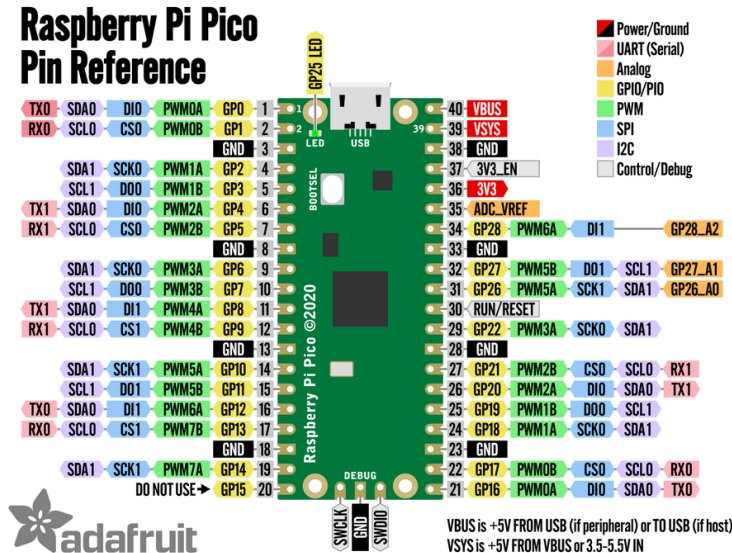 Raspberry Pi Pico
Pin Reference
GP25 LED
Power/Ground
UART (Serial)
Analog
GPIO/PIO
PWM
SPI
I2C
Control/Debug
TX0 SDA0 DI0 PWM0A GP0 1
RX0 SCL0 CS0 PWM0B GP1 2
GND 3
SDA1 SCK0 PWM1A GP2 4
SCL1 DO0 PWM1B GP3 5
TX1 SDA0 DI0 PWM2A GP4 6
RX1 SCL0 CS0 PWM2B GP5 7
GND 8
SDA1 SCK0 PWM3A GP6 9
SCL1 DO0 PWM3B GP7 10
TX1 SDA0 DI1 PWM4A GP8 11
RX1 SCL0 CS1 PWM4B GP9 12
GND 13
SDA1 SCK1 PWM5A GP10 14
SCL1 DO1 PWM5B GP11 15
TX0 SDA0 DI1 PWM6A GP12 16
RX0 SCL0 CS1 PWM7B GP13 17
GND 18
SDA1 SCK1 PWM7A GP14 19
DO NOT USE GP15 20
1
2
39
LED
USB
BOOTSEL
Raspberry Pi Pico ©2020
DEBUG
SWCLK
GND
SWDIO
40 VBUS
39 VSYS
38 GND
37 3V3_EN
36 3V3
35 ADC_VREF
34 GP28 PWM6A DI1 GP28_A2
33 GND
32 GP27 PWM5B DO1 SCL1 GP27_A1
31 GP26 PWM5A SCK1 SDA1 GP26_A0
30 RUN/RESET
29 GP22 PWM3A SCK0 SDA1
28 GND
27 GP21 PWM2B CS0 SCL0 RX1
26 GP20 PWM2A DI0 SDA0 TX1
25 GP19 PWM1B DO0 SCL1
24 GP18 PWM1A SCK0 SDA1
23 GND
22 GP17 PWM0B CS0 SCL0 RX0
21 GP16 PWM0A DI0 SDA0 TX0
adafruit
VBUS is +5V FROM USB (if peripheral) or TO USB (if host)
VSYS is +5V FROM VBUS or 3.5-5.5V IN